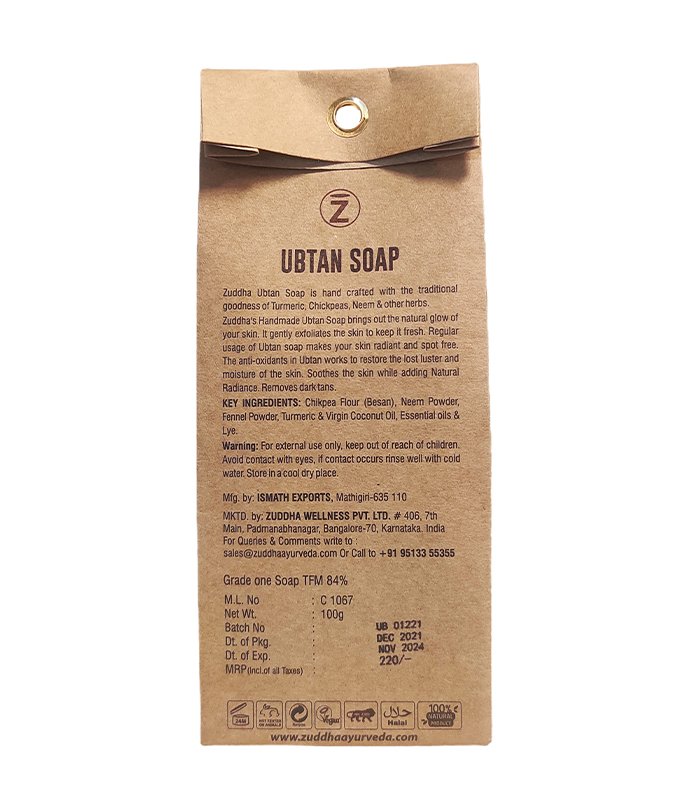 Z
UBTAN SOAP
Zuddha Ubtan Soap is hand crafted with the traditional
goodness of Turmeric, Chickpeas, Neem & other herbs.
Zuddha's Handmade Ubtan Soap brings out the natural glow of
your skin. It gently exfoliates the skin to keep it fresh. Regular
usage of Ubtan soap makes your skin radiant and spot free.
The anti-oxidants in Ubtan works to restore the lost luster and
moisture of the skin. Soothes the skin while adding Natural
Radiance. Removes dark tans.
KEY INGREDIENTS: Chikpea Flour (Besan), Neem Powder,
Fennel Powder, Turmeric & Virgin Coconut Oil, Essential oils &
Lye.
Warning: For external use only, keep out of reach of children.
Avoid contact with eyes, if contact occurs rinse well with cold
water. Store in a cool dry place.
Mfg. by: ISMATH EXPORTS, Mathigiri-635 110
MKTD. by: ZUDDHA WELLNESS PVT. LTD. # 406, 7th
Main, Padmanabhanagar, Bangalore-70, Karnataka. India
For Queries & Comments write to :
sales@zuddhaayurveda.com Or Call to +91 95133 55355
Grade one Soap TFM 84%
M.L. No : C 1067
Net Wt. : 100g
Batch No : UB 01221
Dt. of Pkg. : DEC 2021
Dt. of Exp. : NOV 2024
MRP (Incl.of all Taxes) : 220/-
24M
NOT TESTED
ON ANIMALS
Recycle
Vegan
حلال
Halal
100%
NATURAL
PRODUCT
www.zuddhaayurveda.com